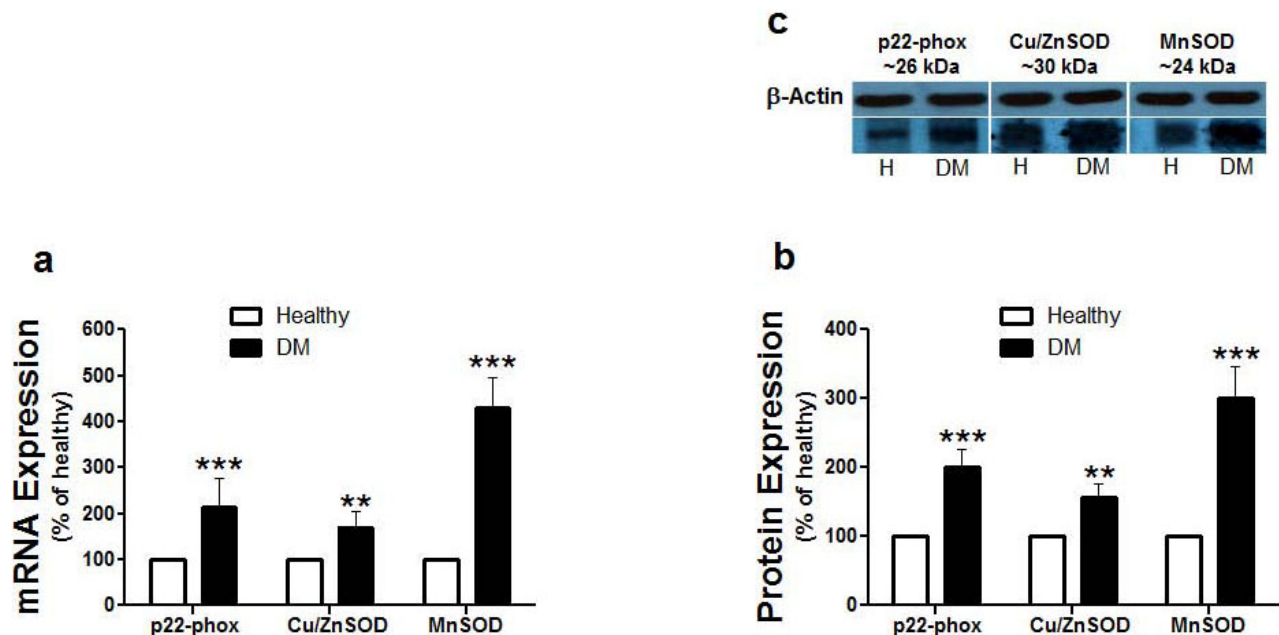 c
p22-phox Cu/ZnSOD MnSOD
~26 kDa ~30 kDa ~24 kDa
β-Actin
H DM H DM H DM
a
Healthy
DM
mRNA Expression
(% of healthy)
600
500
400
300
200
100
0
***
**
***
p22-phox Cu/ZnSOD MnSOD
b
Healthy
DM
Protein Expression
(% of healthy)
400
300
200
100
0
***
**
***
p22-phox Cu/ZnSOD MnSOD